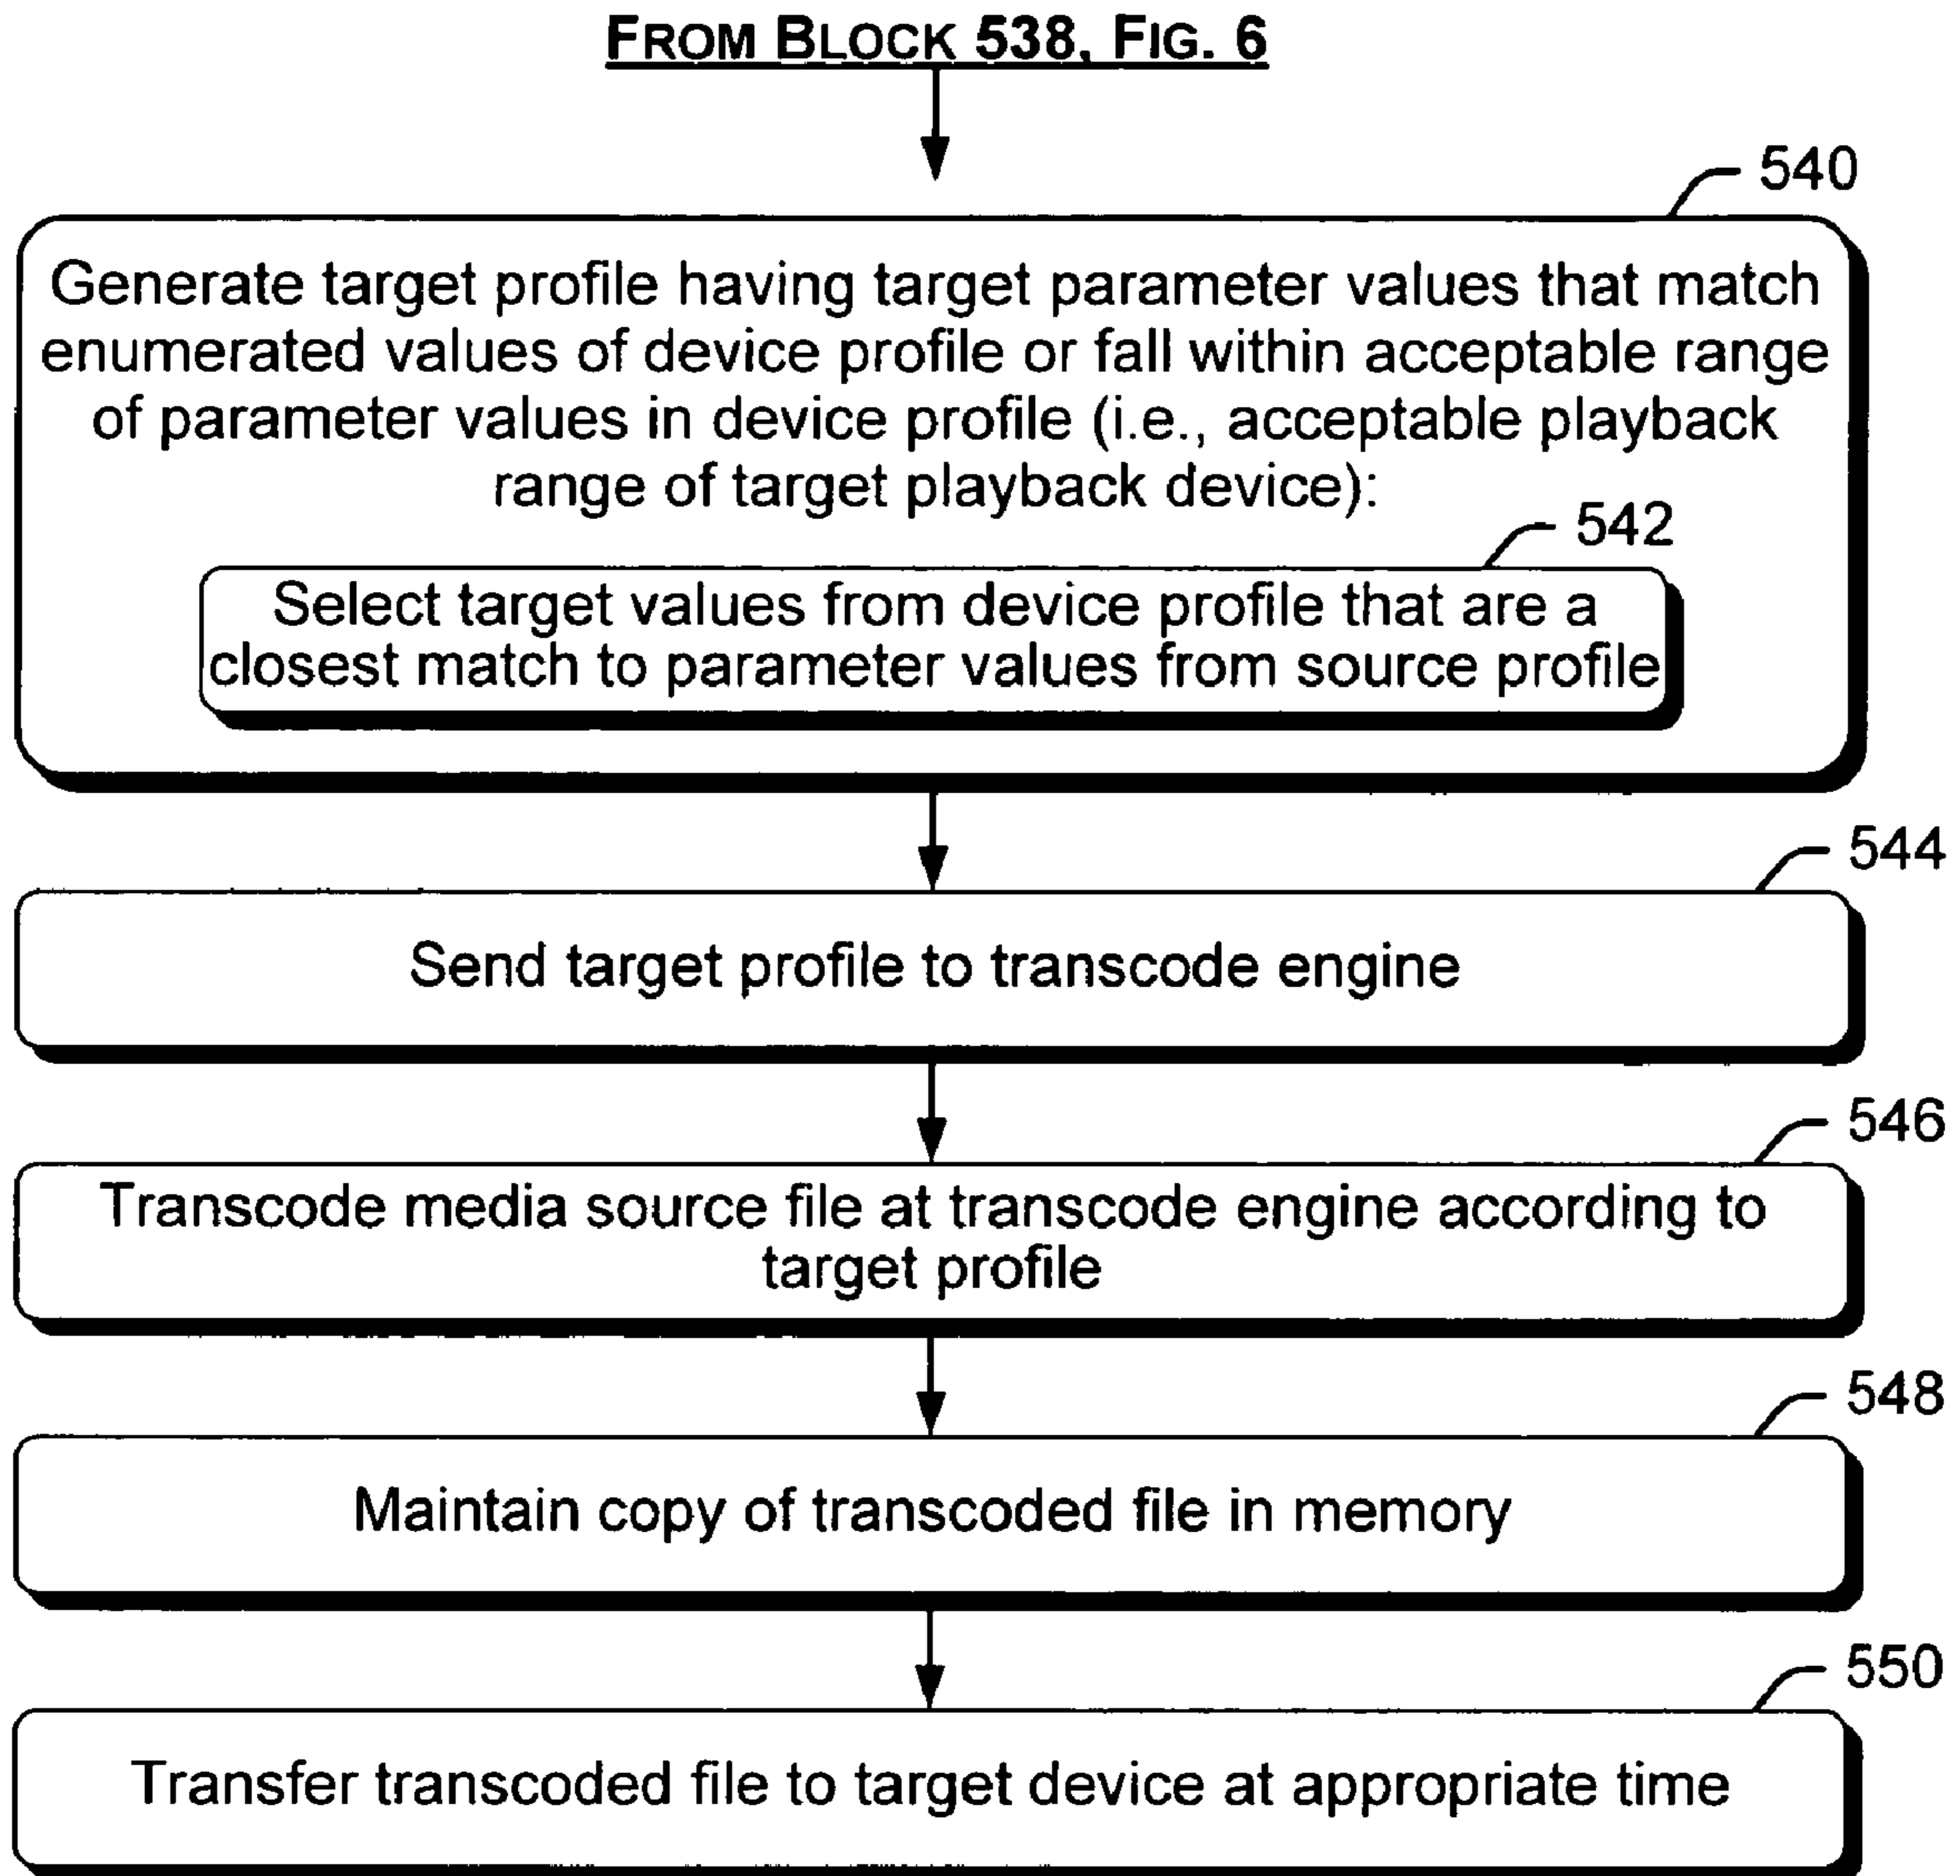 FROM BLOCK 538, FIG. 6
540
Generate target profile having target parameter values that match
enumerated values of device profile or fall within acceptable range
of parameter values in device profile (i.e., acceptable playback
range of target playback device):
542
Select target values from device profile that are a
closest match to parameter values from source profile
544
Send target profile to transcode engine
546
Transcode media source file at transcode engine according to
target profile
548
Maintain copy of transcoded file in memory
550
Transfer transcoded file to target device at appropriate time